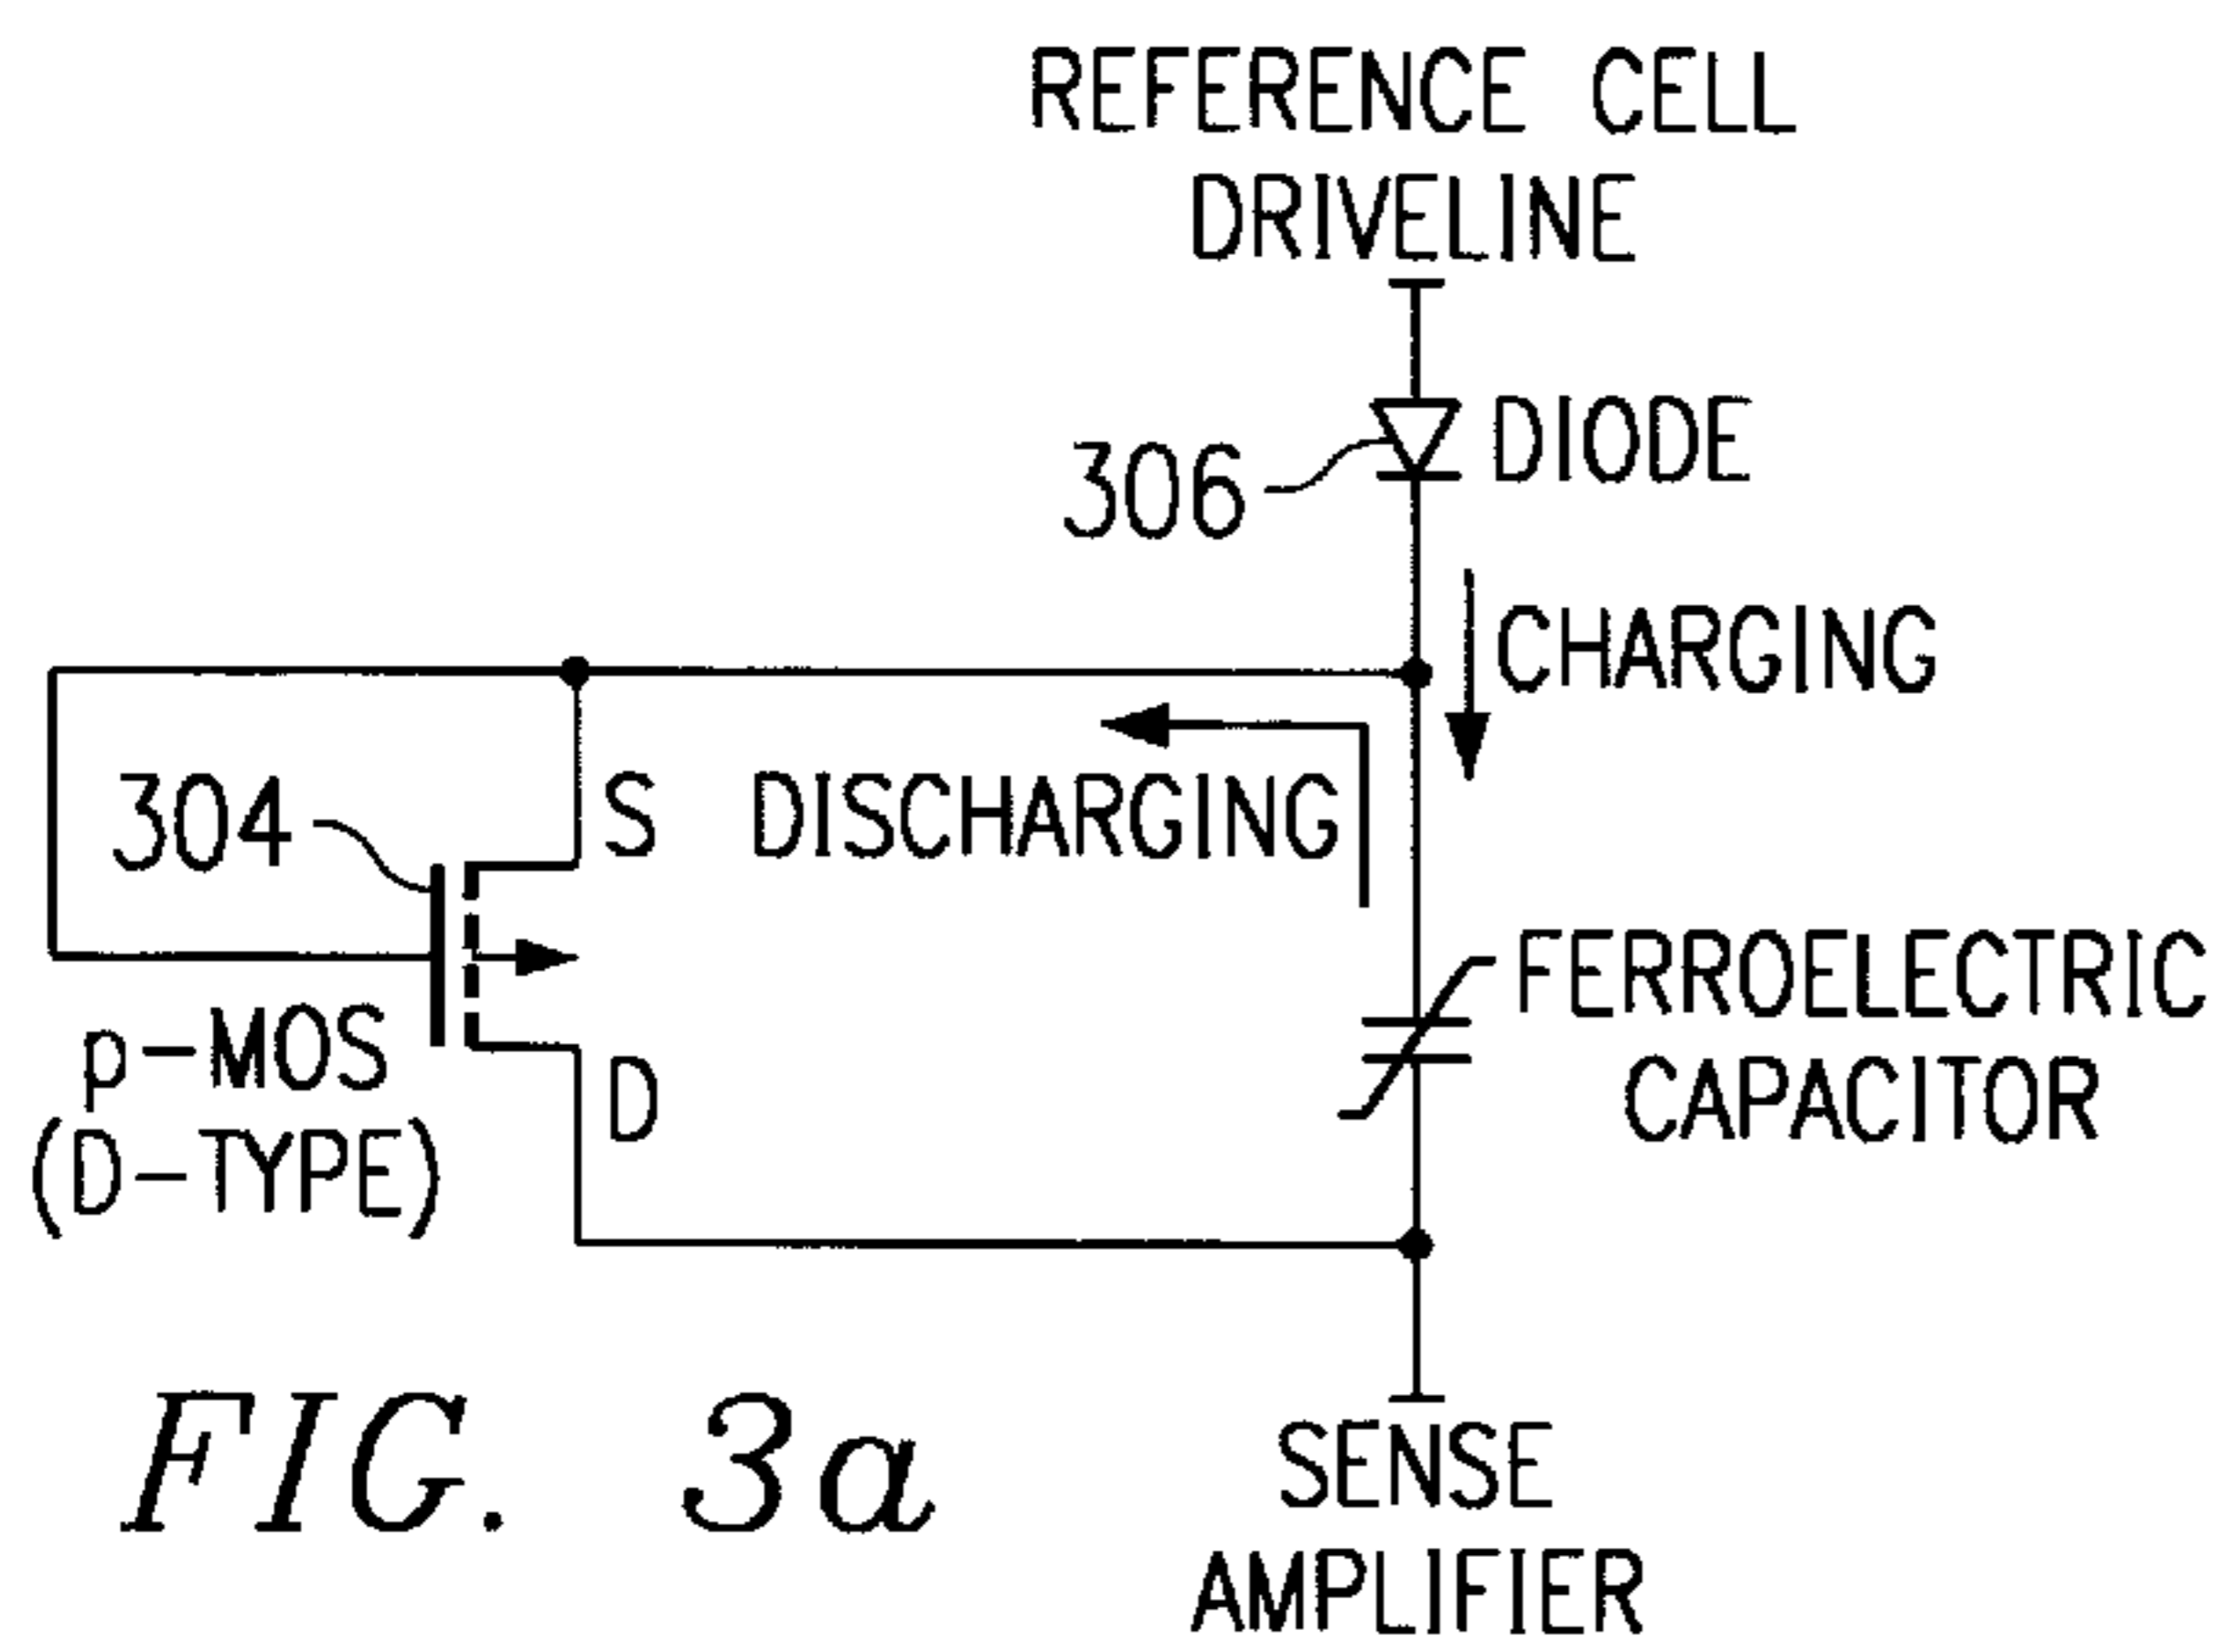 REFERENCE CELL
DRIVELINE
DIODE
306
CHARGING
304
S
DISCHARGING
FERROELECTRIC
CAPACITOR
p-MOS
(D-TYPE)
D
SENSE
AMPLIFIER
FIG. 3a